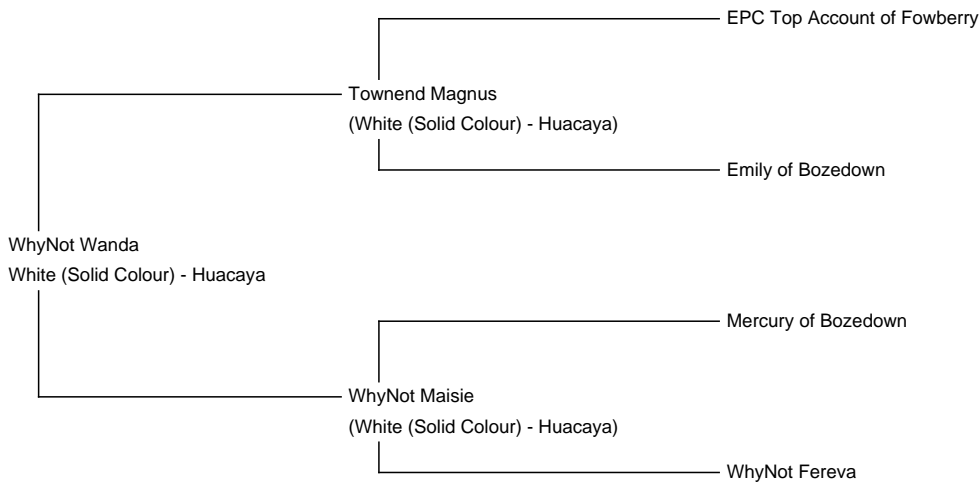 EPC Top Account of Fowberry
Townend Magnus
(White (Solid Colour) - Huacaya)
Emily of Bozedown
WhyNot Wanda
White (Solid Colour) - Huacaya
Mercury of Bozedown
WhyNot Maisie
(White (Solid Colour) - Huacaya)
WhyNot Fereva